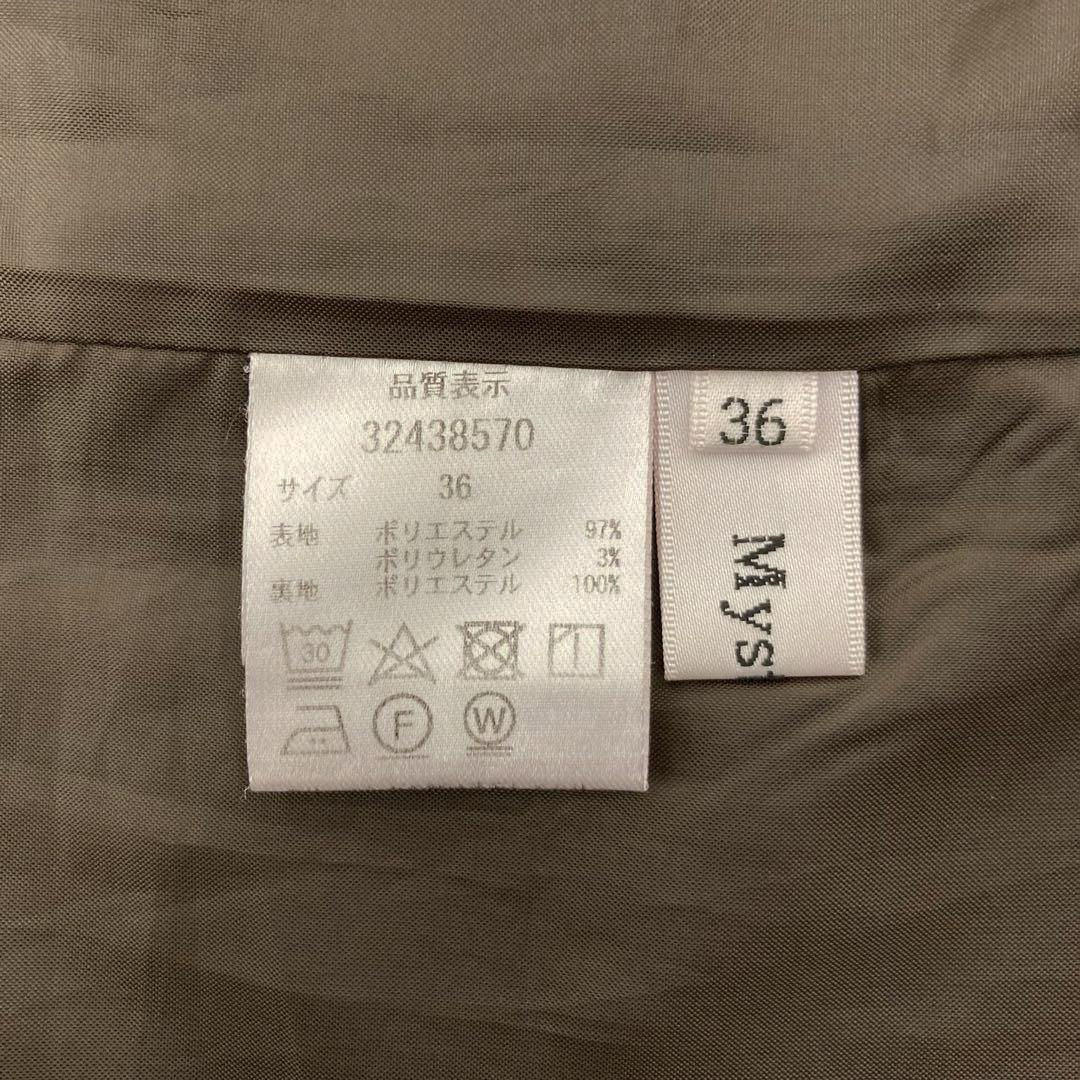 品質表示
32438570
サイズ 36
表地 ポリエステル 97%
ポリウレタン 3%
裏地 ポリエステル 100%
30
F
W
36
Myst